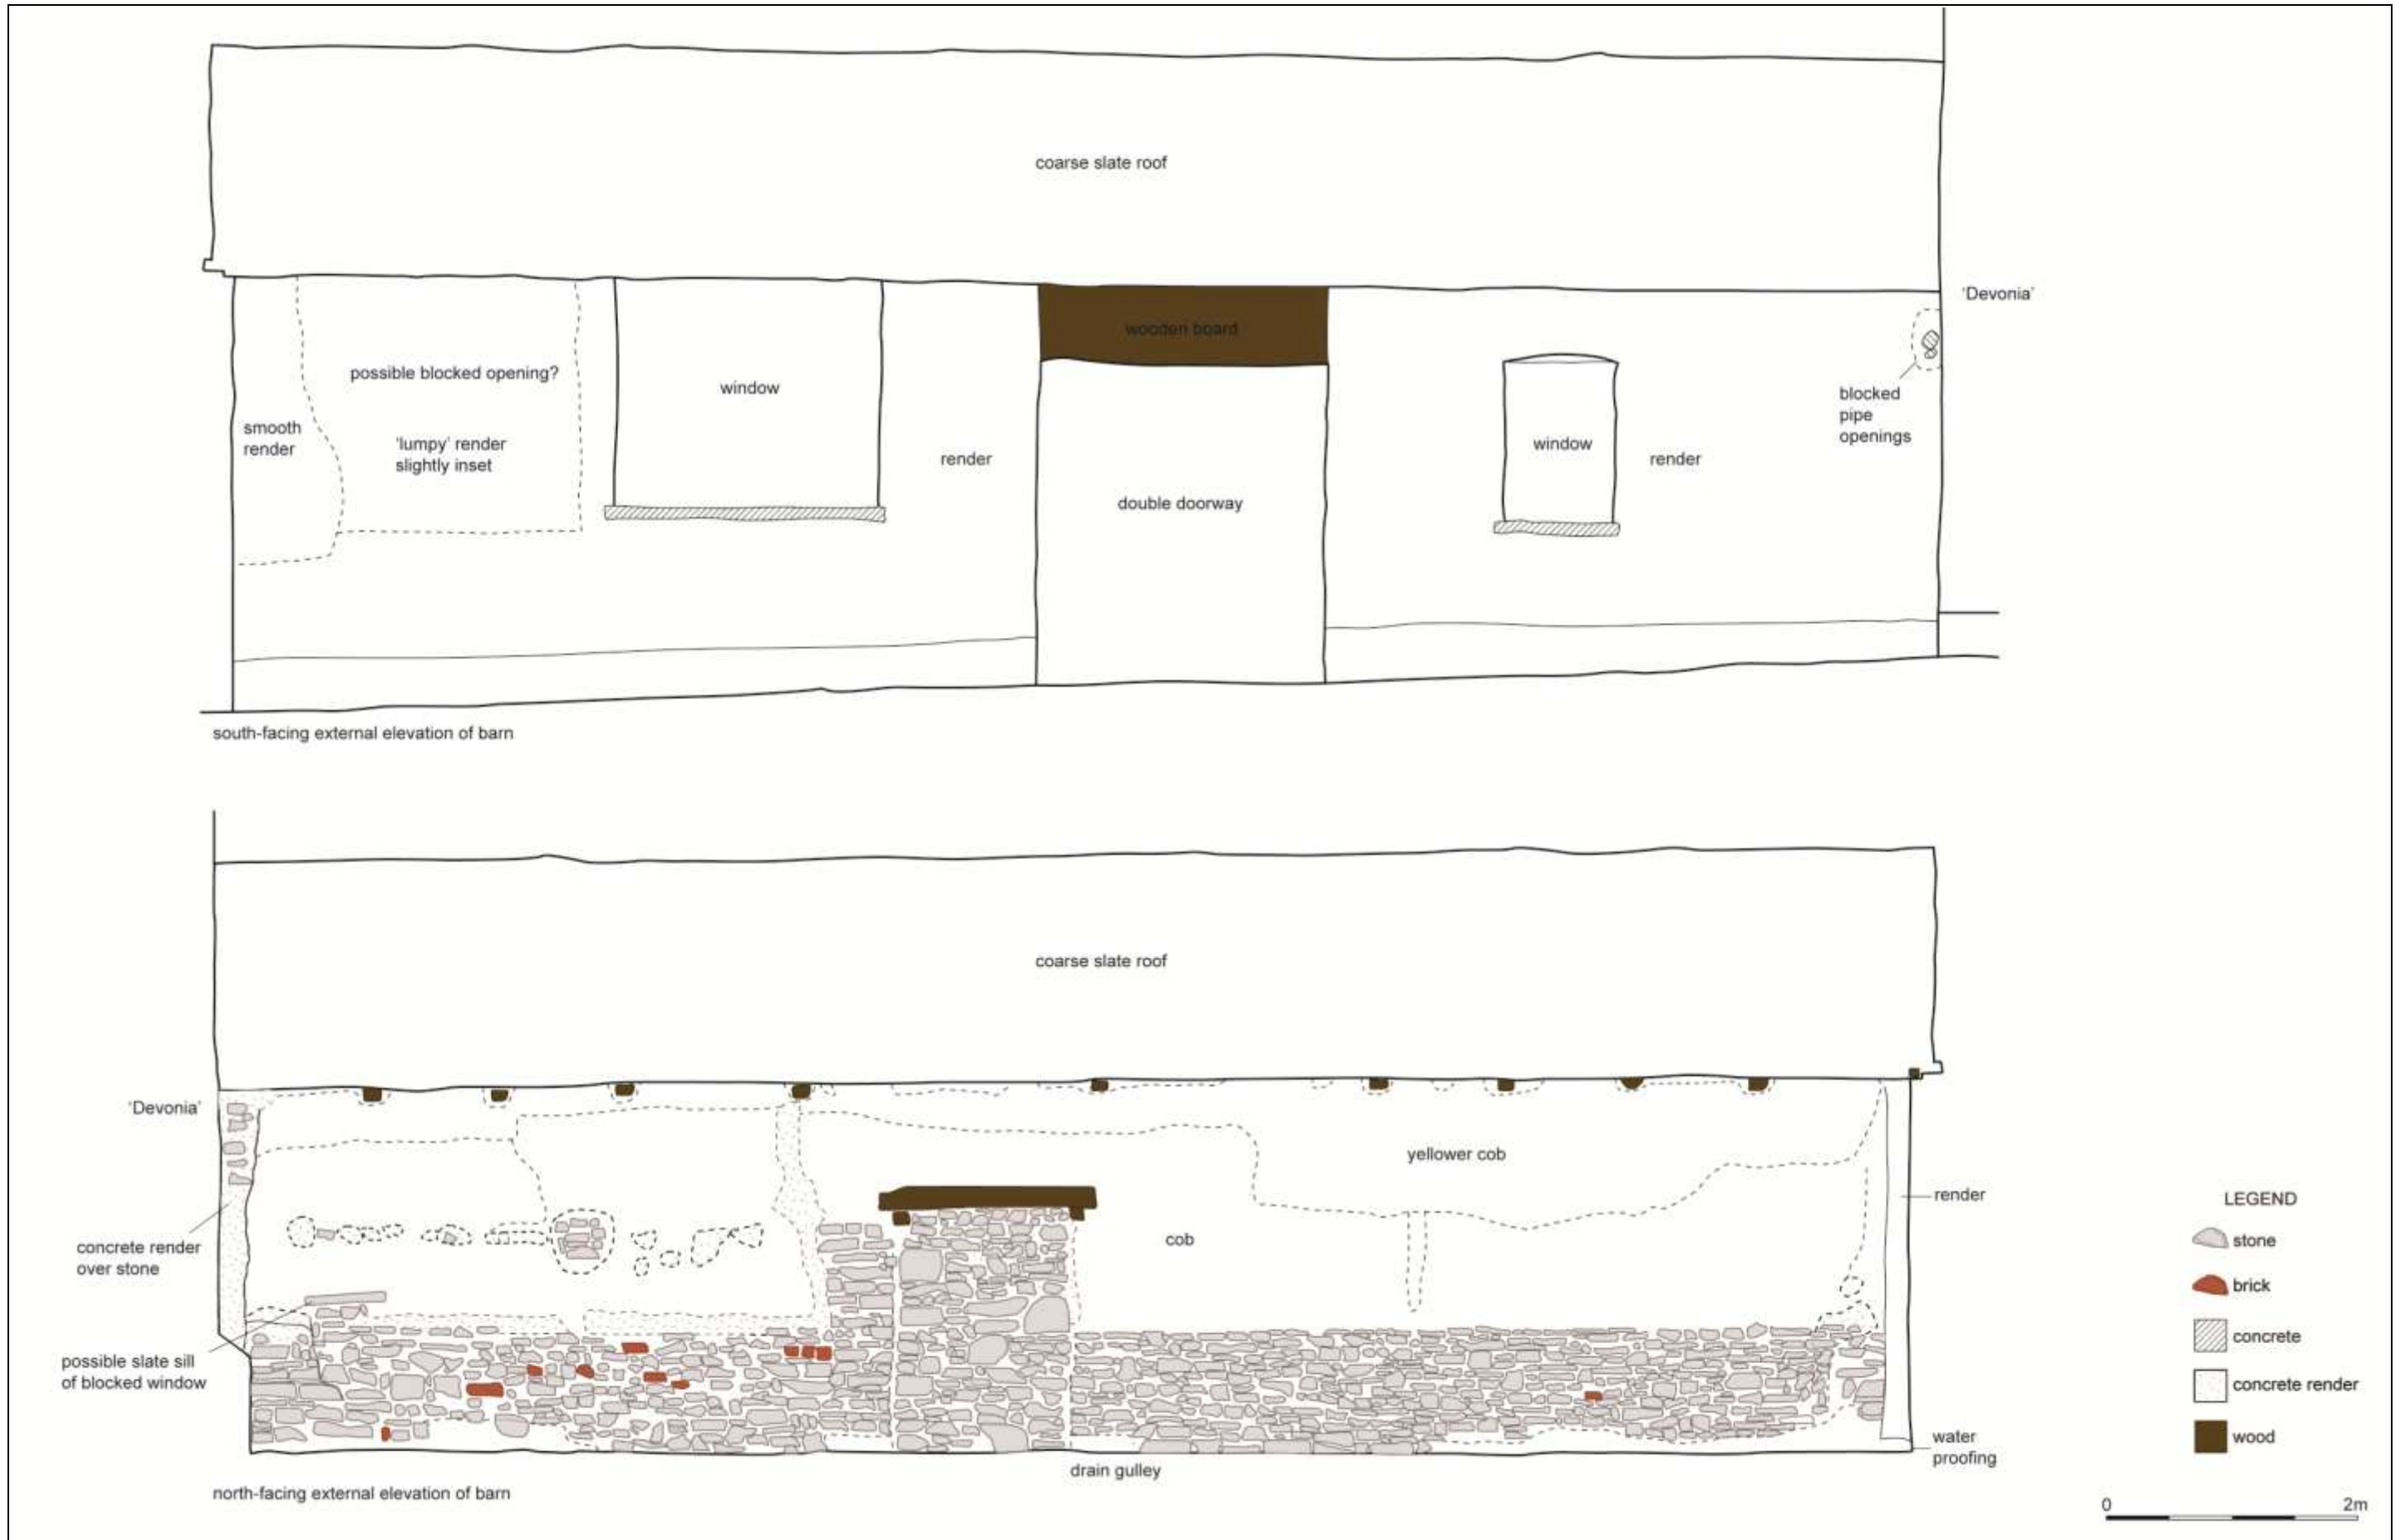 coarse slate roof
'Devonia'
wooden board
possible blocked opening?
window
blocked
pipe
openings
smooth
render
'lumpy' render
slightly inset
render
window
render
double doorway
south-facing external elevation of barn
coarse slate roof
'Devonia'
yellower cob
render
cob
concrete render
over stone
possible slate sill
of blocked window
water
proofing
drain gulley
north-facing external elevation of barn
LEGEND
stone
brick
concrete
concrete render
wood
0 2m